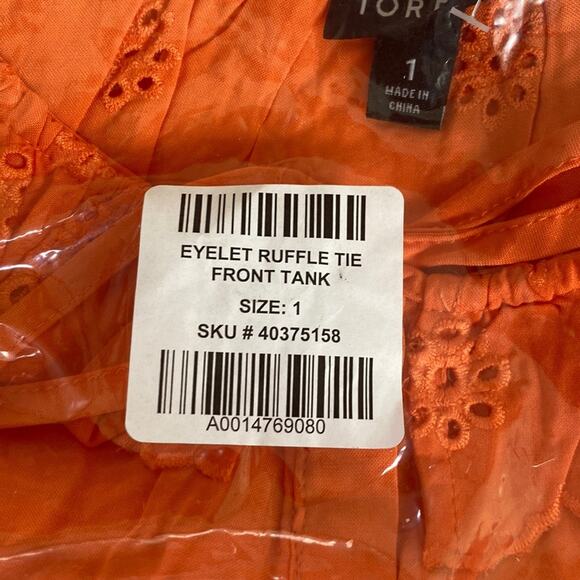 1
MADE IN
CHINA
EYELET RUFFLE TIE
FRONT TANK
SIZE: 1
SKU # 40375158
A0014769080